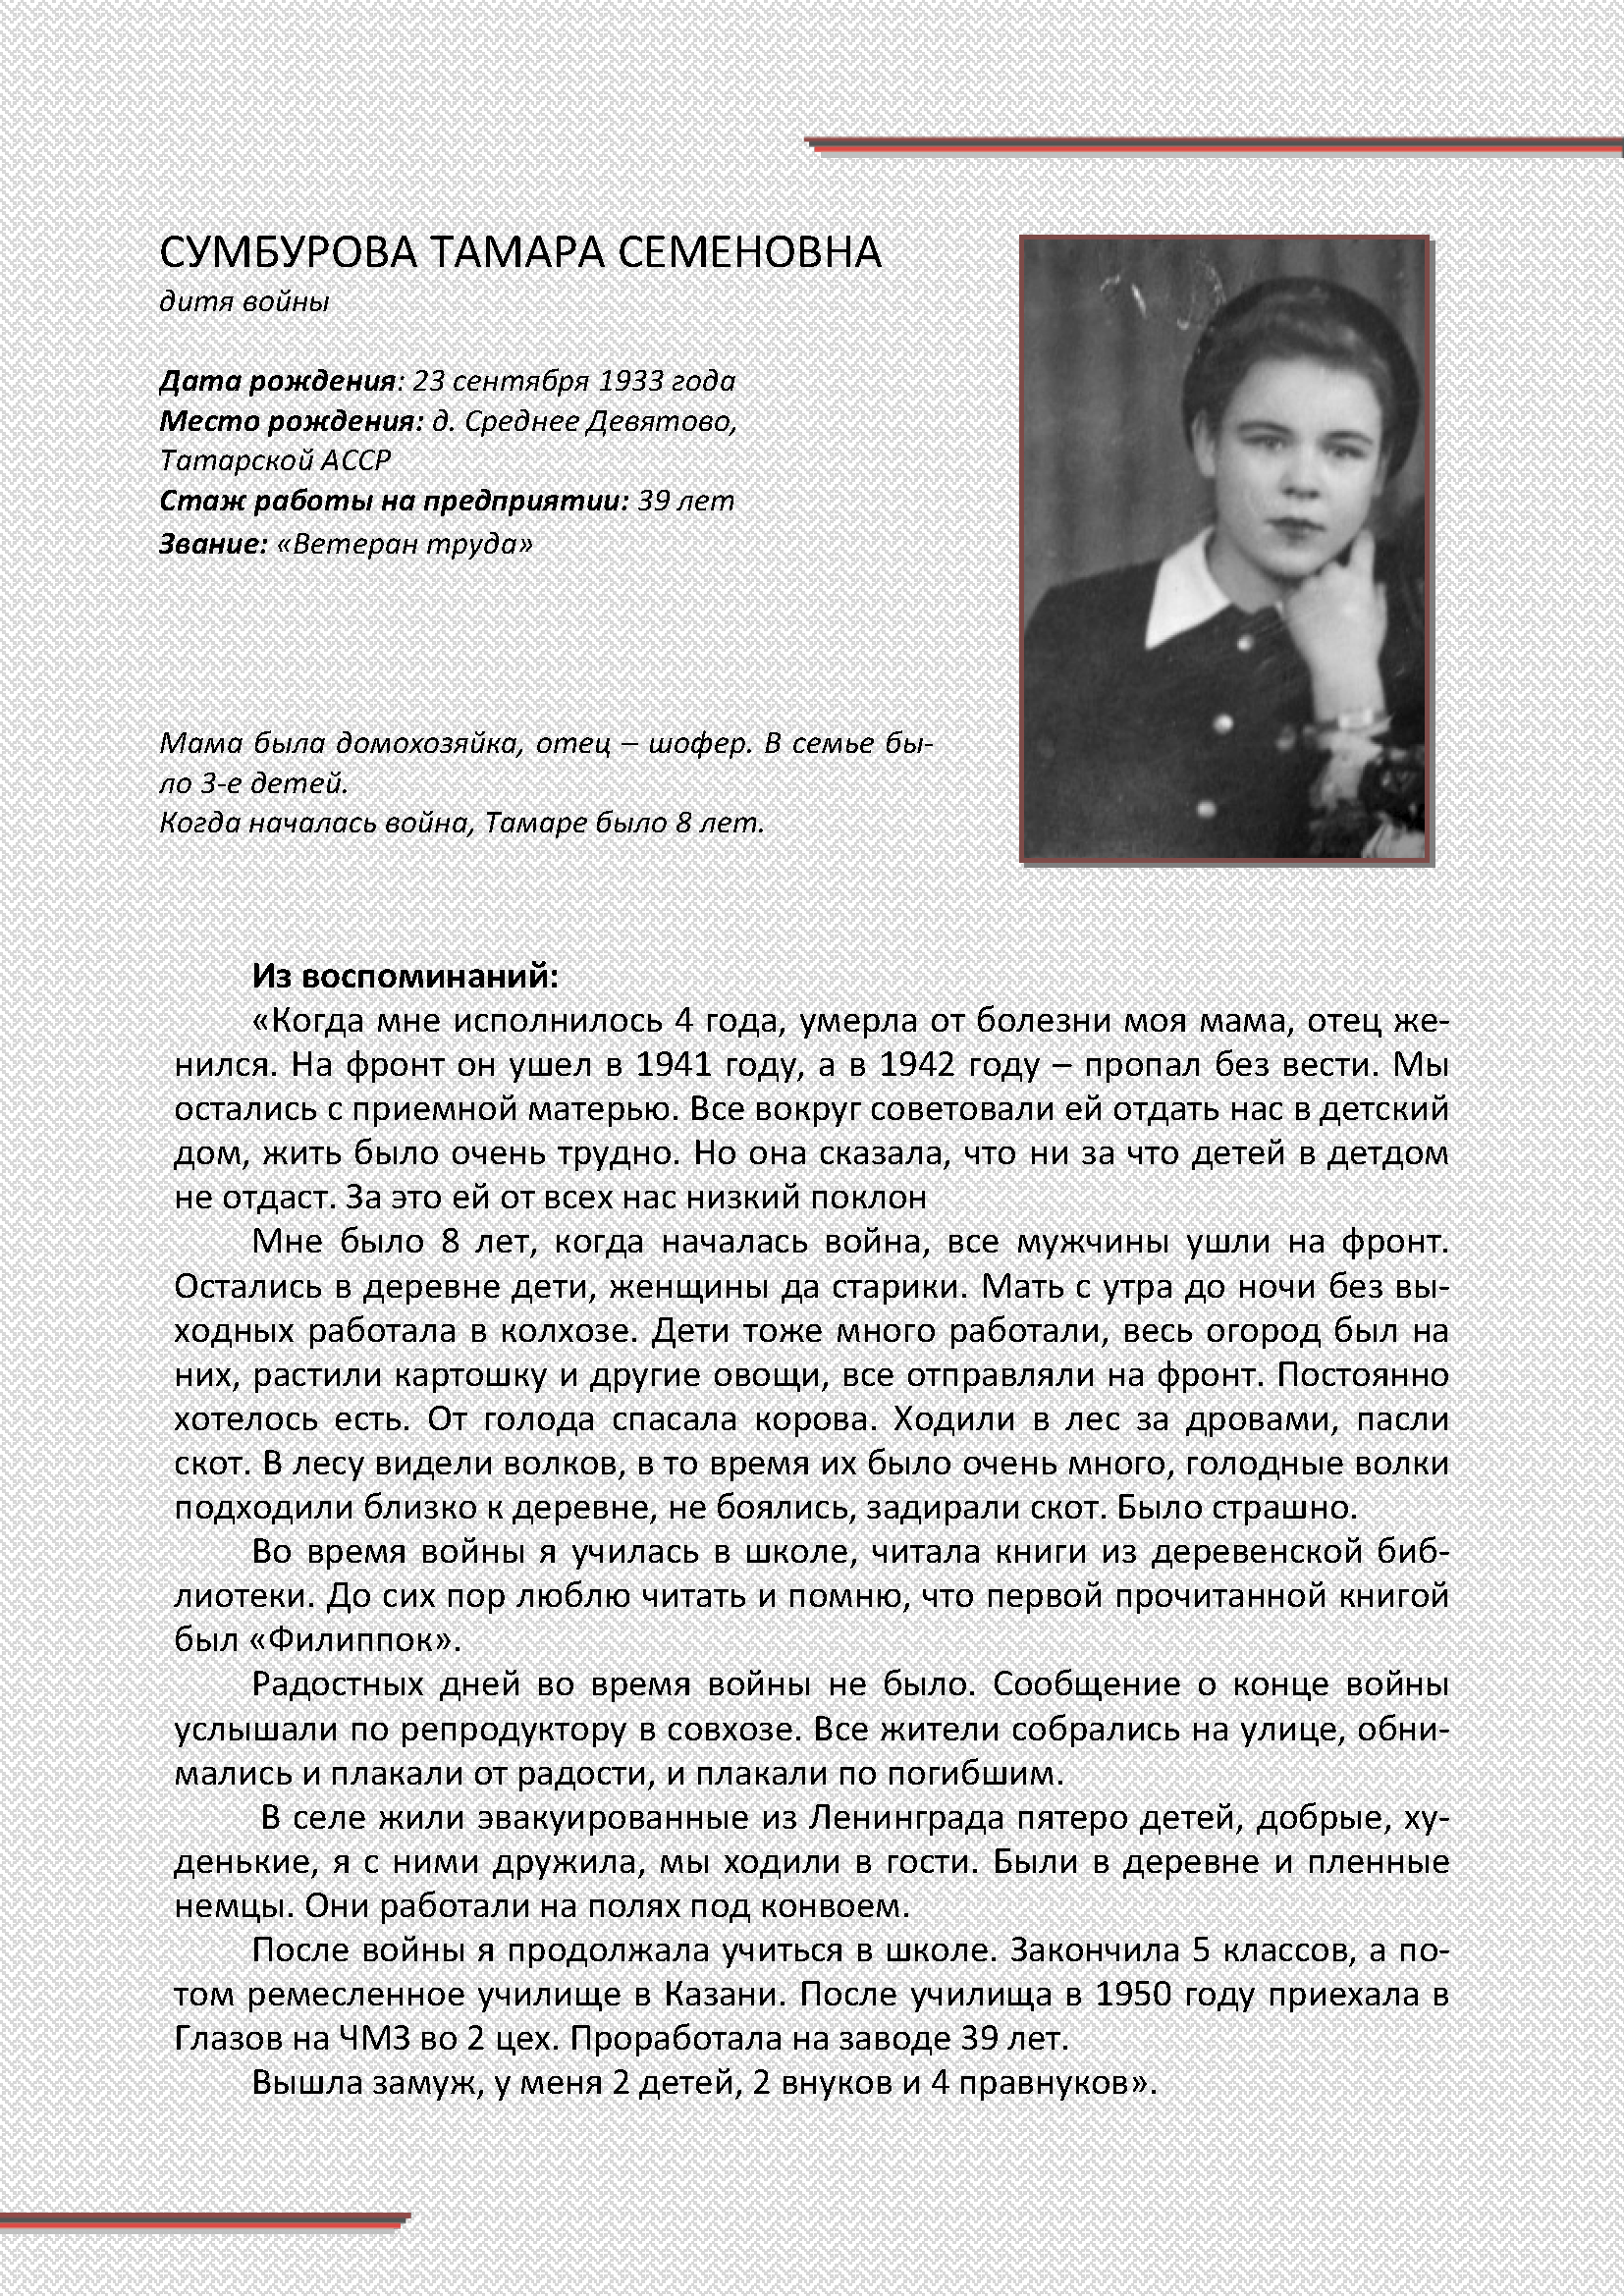 СУМБУРОВА ТАМАРА СЕМЕНОВНА
дитя войны
Дата рождения: 23 сентября 1933 года
Место рождения: д. Среднее Девятово,
Татарской АССР
Стаж работы на предприятии: 39 лет
Звание: «Ветеран труда»
Мама была домохозяйка, отец – шофер. В семье бы-
ло 3-е детей.
Когда началась война, Тамаре было 8 лет.
Из воспоминаний:
«Когда мне исполнилось 4 года, умерла от болезни моя мама, отец же-
нился. На фронт он ушел в 1941 году, а в 1942 году – пропал без вести. Мы
остались с приемной матерью. Все вокруг советовали ей отдать нас в детский
дом, жить было очень трудно. Но она сказала, что ни за что детей в детдом
не отдаст. За это ей от всех нас низкий поклон
Мне было 8 лет, когда началась война, все мужчины ушли на фронт.
Остались в деревне дети, женщины да старики. Мать с утра до ночи без вы-
ходных работала в колхозе. Дети тоже много работали, весь огород был на
них, растили картошку и другие овощи, все отправляли на фронт. Постоянно
хотелось есть. От голода спасала корова. Ходили в лес за дровами, пасли
скот. В лесу видели волков, в то время их было очень много, голодные волки
подходили близко к деревне, не боялись, задирали скот. Было страшно.
Во время войны я училась в школе, читала книги из деревенской биб-
лиотеки. До сих пор люблю читать и помню, что первой прочитанной книгой
был «Филиппок».
Радостных дней во время войны не было. Сообщение о конце войны
услышали по репродуктору в совхозе. Все жители собрались на улице, обни-
мались и плакали от радости, и плакали по погибшим.
В селе жили эвакуированные из Ленинграда пятеро детей, добрые, ху-
денькие, я с ними дружила, мы ходили в гости. Были в деревне и пленные
немцы. Они работали на полях под конвоем.
После войны я продолжала учиться в школе. Закончила 5 классов, а по-
том ремесленное училище в Казани. После училища в 1950 году приехала в
Глазов на ЧМЗ во 2 цех. Проработала на заводе 39 лет.
Вышла замуж, у меня 2 детей, 2 внуков и 4 правнуков».